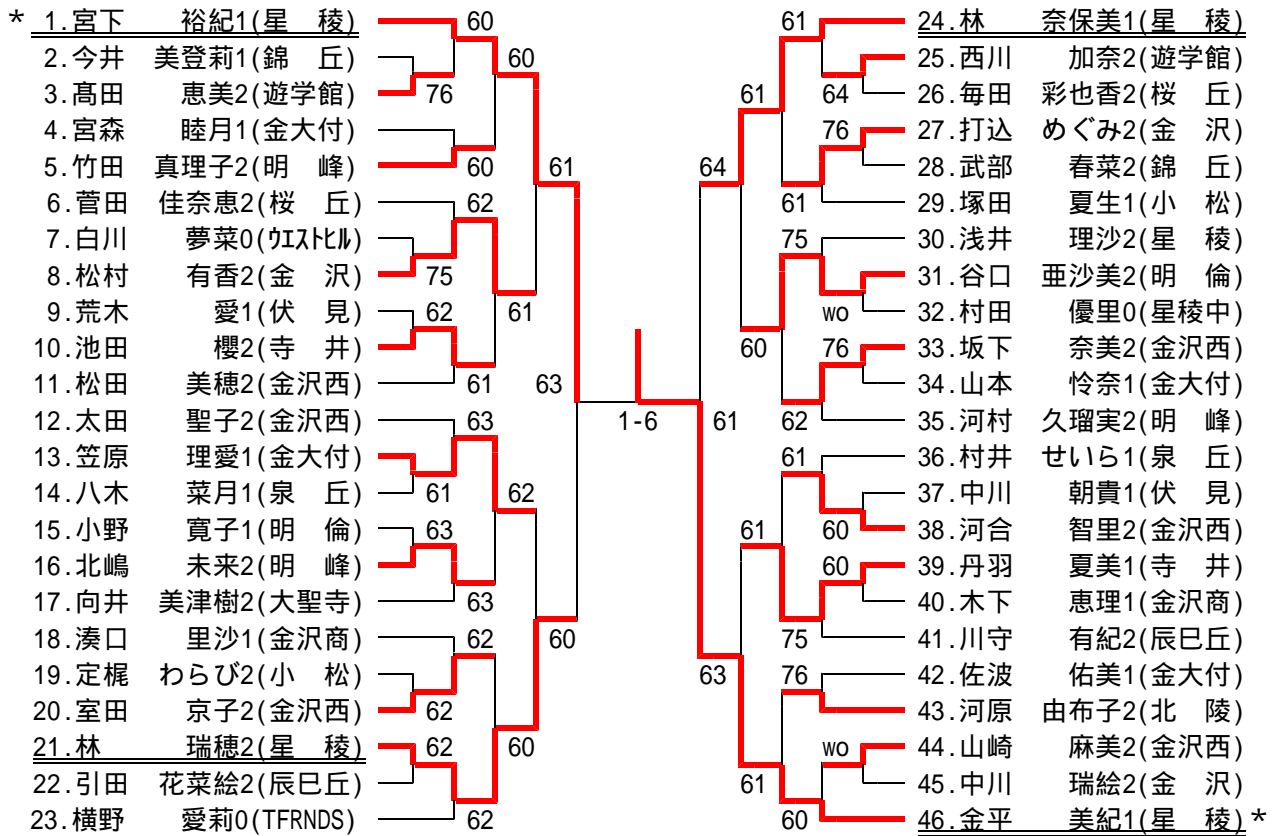 * 1.宮下 裕紀1(星 稜) 60
2.今井 美登莉1(錦 丘) 60
3.髙田 恵美2(遊学館) 76
4.宮森 睦月1(金大付)
5.竹田 真理子2(明 峰) 60 61
6.菅田 佳奈恵2(桜 丘) 62
7.白川 夢菜0(ウエストヒル)
8.松村 有香2(金 沢) 75
9.荒木 愛1(伏 見) 62 61
10.池田 櫻2(寺 井)
11.松田 美穂2(金沢西) 61 63
12.太田 聖子2(金沢西) 63
13.笠原 理愛1(金大付)
14.八木 菜月1(泉 丘) 61 62
15.小野 寛子1(明 倫) 63
16.北嶋 未来2(明 峰)
17.向井 美津樹2(大聖寺) 63
18.湊口 里沙1(金沢商) 62 60
19.定梶 わらび2(小 松)
20.室田 京子2(金沢西) 62
21.林 瑞穂2(星 稜) 62 60
22.引田 花菜絵2(辰巳丘)
23.横野 愛莉0(TFRNDS) 62
1-6
61 24.林 奈保美1(星 稜)
25.西川 加奈2(遊学館)
61 64 26.毎田 彩也香2(桜 丘)
76 27.打込 めぐみ2(金 沢)
64 28.武部 春菜2(錦 丘)
61 29.塚田 夏生1(小 松)
75 30.浅井 理沙2(星 稜)
31.谷口 亜沙美2(明 倫)
wo 32.村田 優里0(星稜中)
60 76 33.坂下 奈美2(金沢西)
34.山本 怜奈1(金大付)
61 62 35.河村 久瑠実2(明 峰)
61 36.村井 せいら1(泉 丘)
37.中川 朝貴1(伏 見)
61 60 38.河合 智里2(金沢西)
60 39.丹羽 夏美1(寺 井)
40.木下 恵理1(金沢商)
75 41.川守 有紀2(辰巳丘)
63 76 42.佐波 佑美1(金大付)
43.河原 由布子2(北 陵)
wo 44.山崎 麻美2(金沢西)
61 45.中川 瑞絵2(金 沢)
60 46.金平 美紀1(星 稜) *